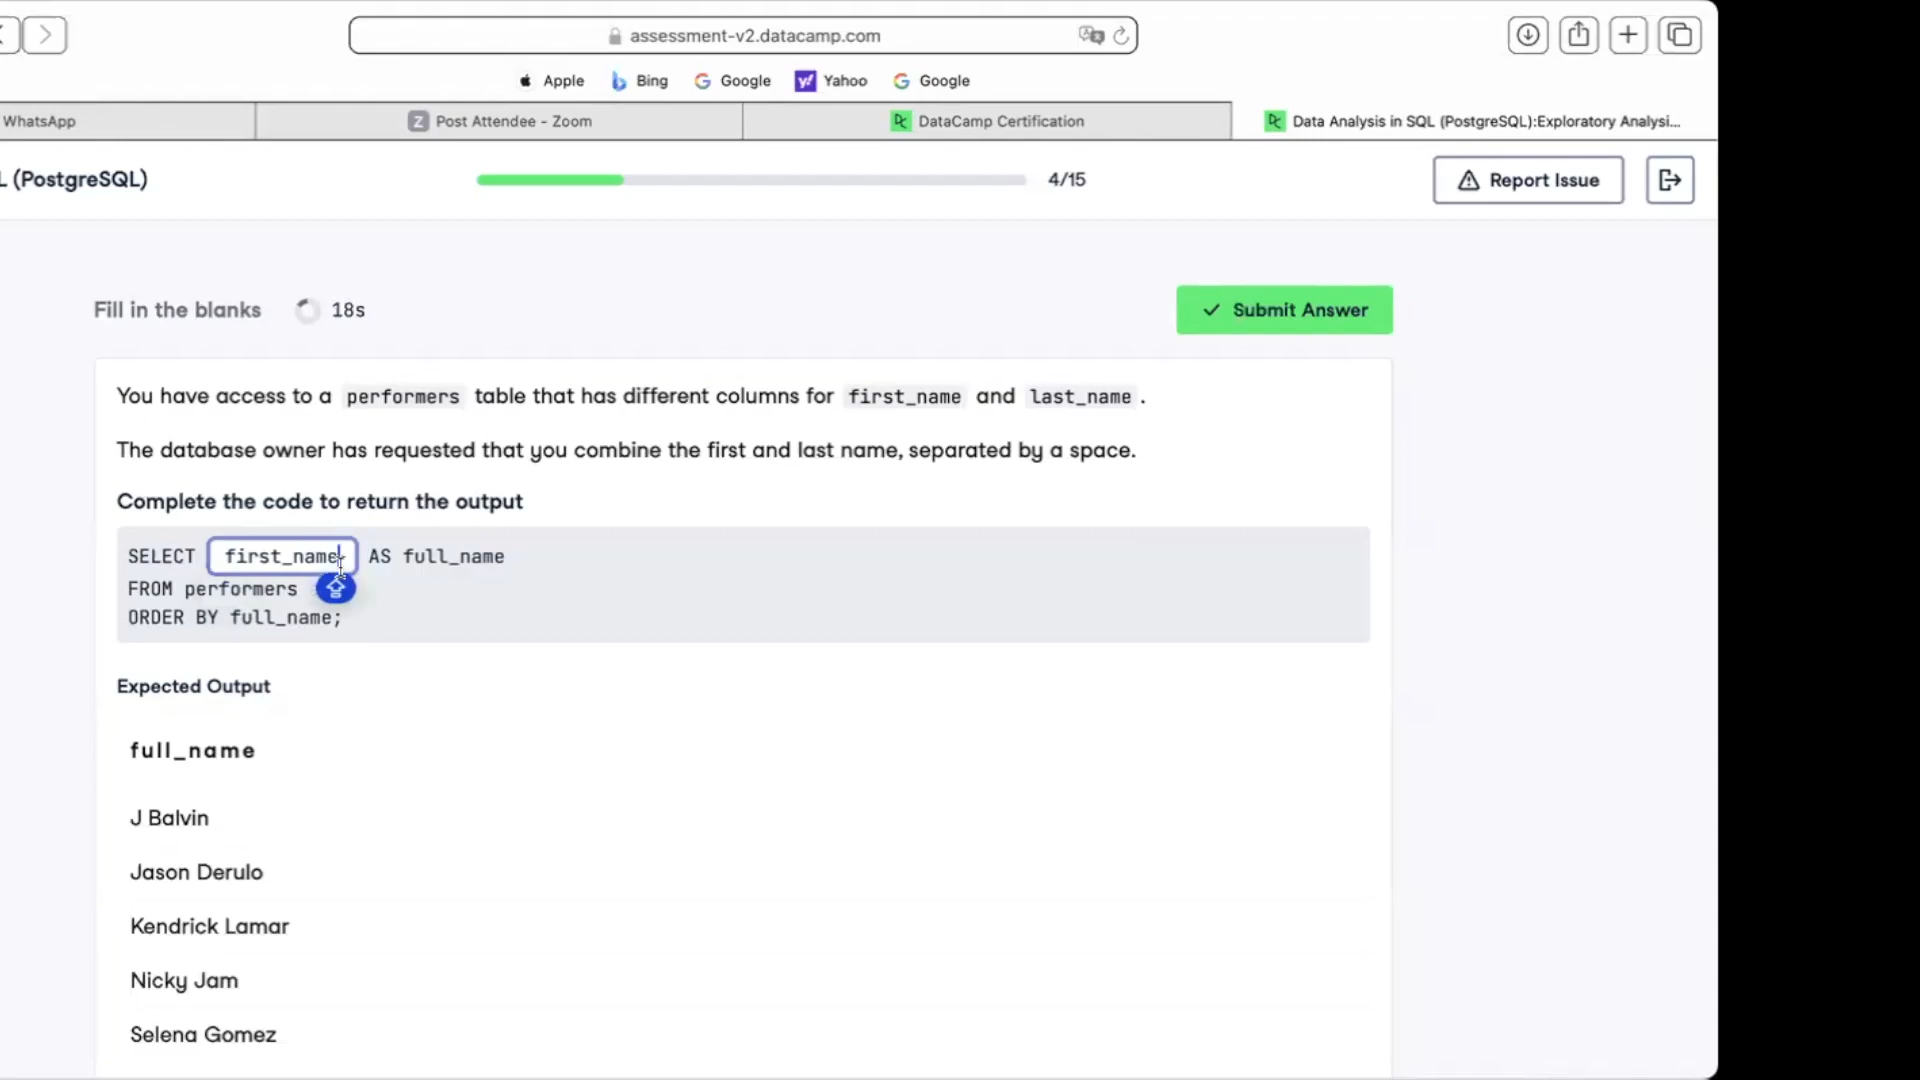 assessment-v2.datacamp.com
Apple Bing Google Yahoo Google
WhatsApp Post Attendee - Zoom DataCamp Certification Data Analysis in SQL (PostgreSQL):Exploratory Analysi...
L (PostgreSQL) 4/15 Report Issue
Fill in the blanks 18s Submit Answer
You have access to a performers table that has different columns for first_name and last_name .
The database owner has requested that you combine the first and last name, separated by a space.
Complete the code to return the output
SELECT first_name AS full_name
FROM performers
ORDER BY full_name;
Expected Output
full_name
J Balvin
Jason Derulo
Kendrick Lamar
Nicky Jam
Selena Gomez